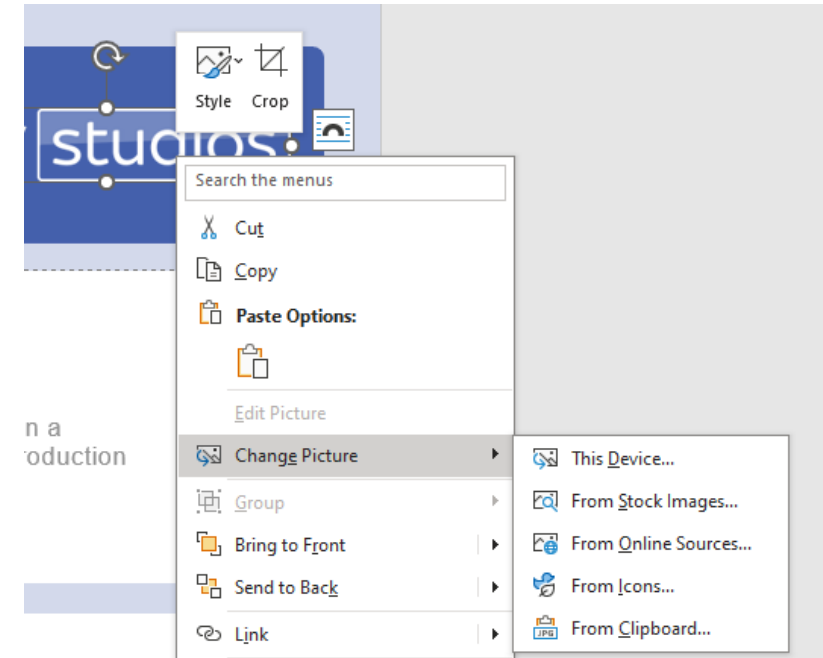 Style Crop
studios
Search the menus
Cut
Copy
Paste Options:
Edit Picture
n a
roduction
Change Picture
This Device...
Group
From Stock Images...
Bring to Front
From Online Sources...
Send to Back
From Icons...
Link
JPG
From Clipboard...